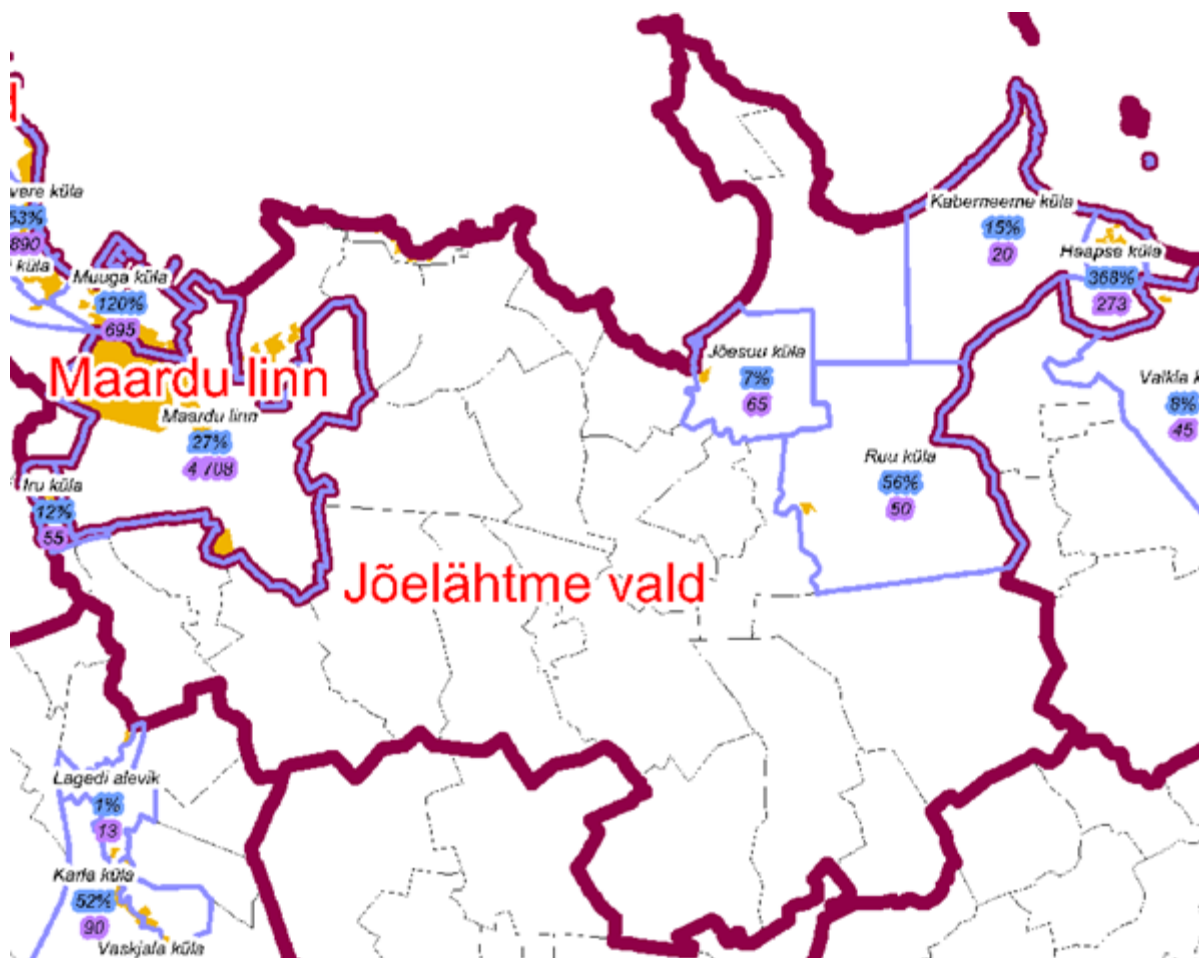 vere küla
53%
890
küla
Muuga küla
120%
695
Maardu linn
Maardu linn
27%
4 708
Iru küla
12%
55
Kaberneeme küla
15%
20
Haapse küla
368%
273
Jõesuu küla
7%
65
Valkla k
8%
45
Ruu küla
56%
50
Jõelähtme vald
Lagedi alevik
1%
13
Karla küla
52%
90
Vaskjala küla